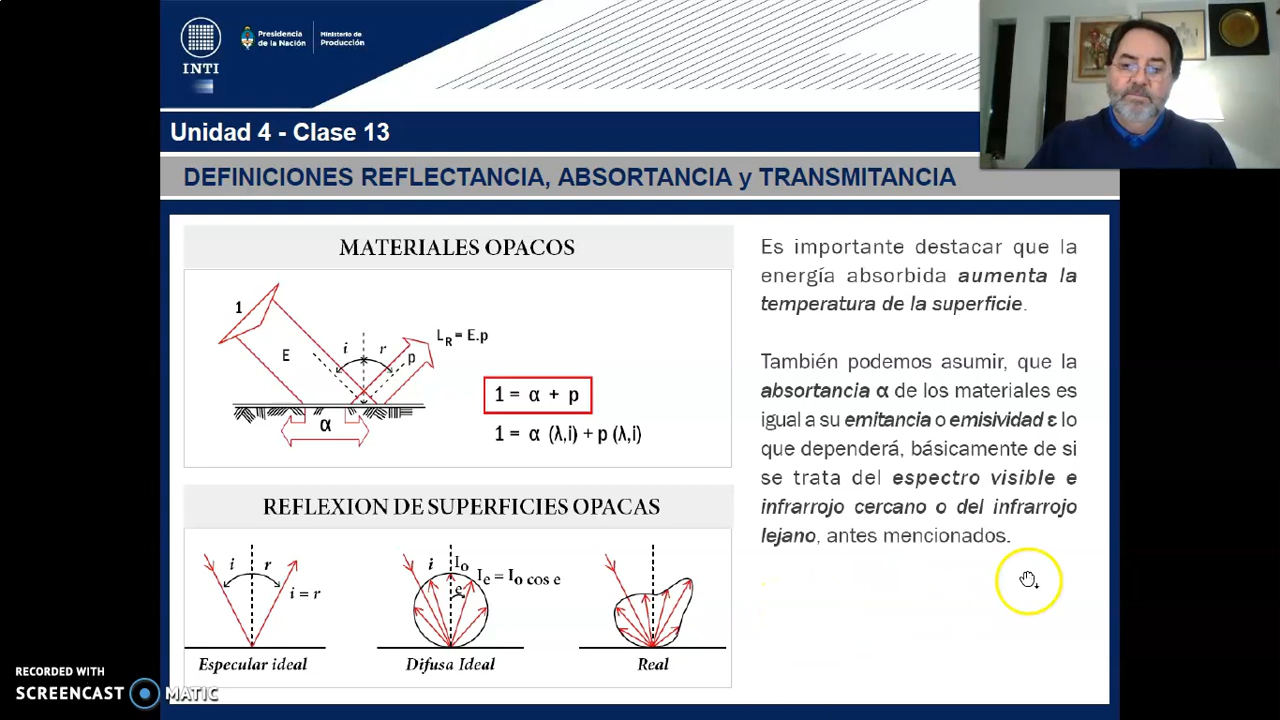 INTI
Presidencia
de la Nación
Ministerio de
Producción
Unidad 4 - Clase 13
DEFINICIONES REFLECTANCIA, ABSORTANCIA y TRANSMITANCIA
MATERIALES OPACOS
1
E
i
r
p
L_R = E.p
α
1 = α + p
1 = α (λ,i) + p (λ,i)
REFLEXION DE SUPERFICIES OPACAS
i
r
i = r
Especular ideal
i
I₀
Iₑ = I₀ cos e
e
Difusa Ideal
Real
Es importante destacar que la
energía absorbida aumenta la
temperatura de la superficie.
También podemos asumir, que la
absortancia α de los materiales es
igual a su emitancia o emisividad ε lo
que dependerá, básicamente de si
se trata del espectro visible e
infrarrojo cercano o del infrarrojo
lejano, antes mencionados.
RECORDED WITH
SCREENCAST MATIC